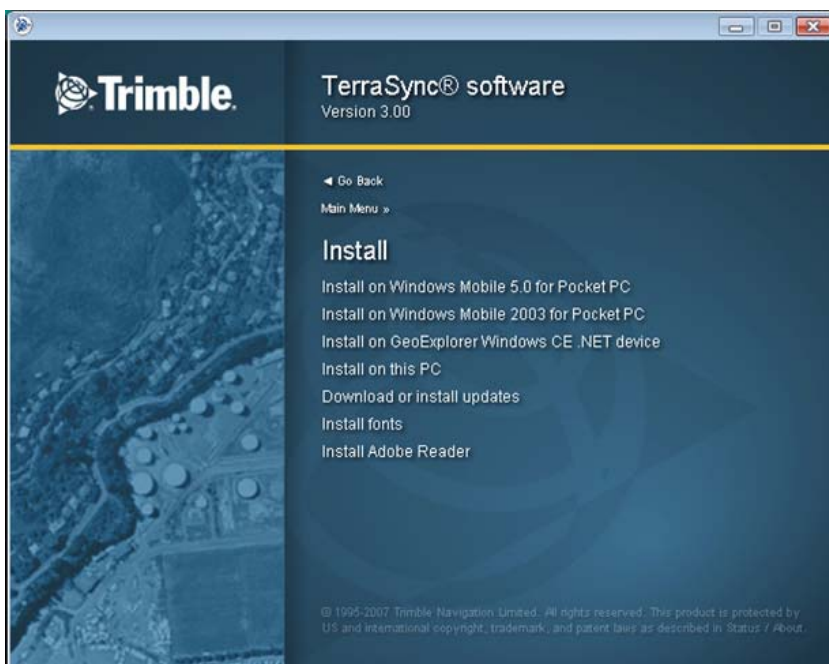 Trimble.
TerraSync® software
Version 3.00
◄ Go Back
Main Menu »
Install
Install on Windows Mobile 5.0 for Pocket PC
Install on Windows Mobile 2003 for Pocket PC
Install on GeoExplorer Windows CE .NET device
Install on this PC
Download or install updates
Install fonts
Install Adobe Reader
© 1995-2007 Trimble Navigation Limited. All rights reserved. This product is protected by
US and international copyright, trademark, and patent laws as described in Status / About.